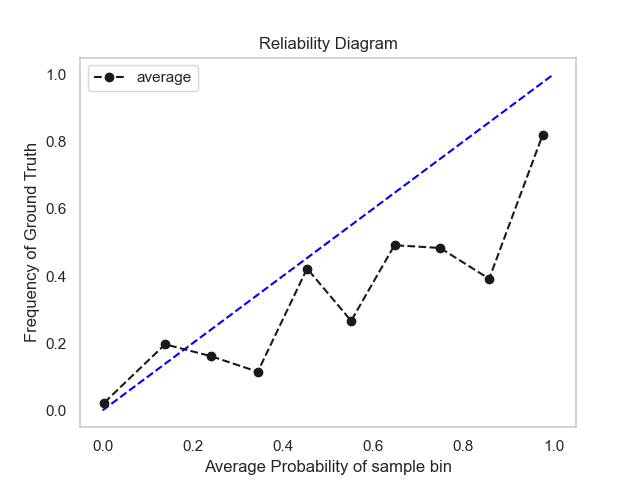 Reliability Diagram
average
1.0
0.8
0.6
0.4
0.2
0.0
Frequency of Ground Truth
0.0 0.2 0.4 0.6 0.8 1.0
Average Probability of sample bin